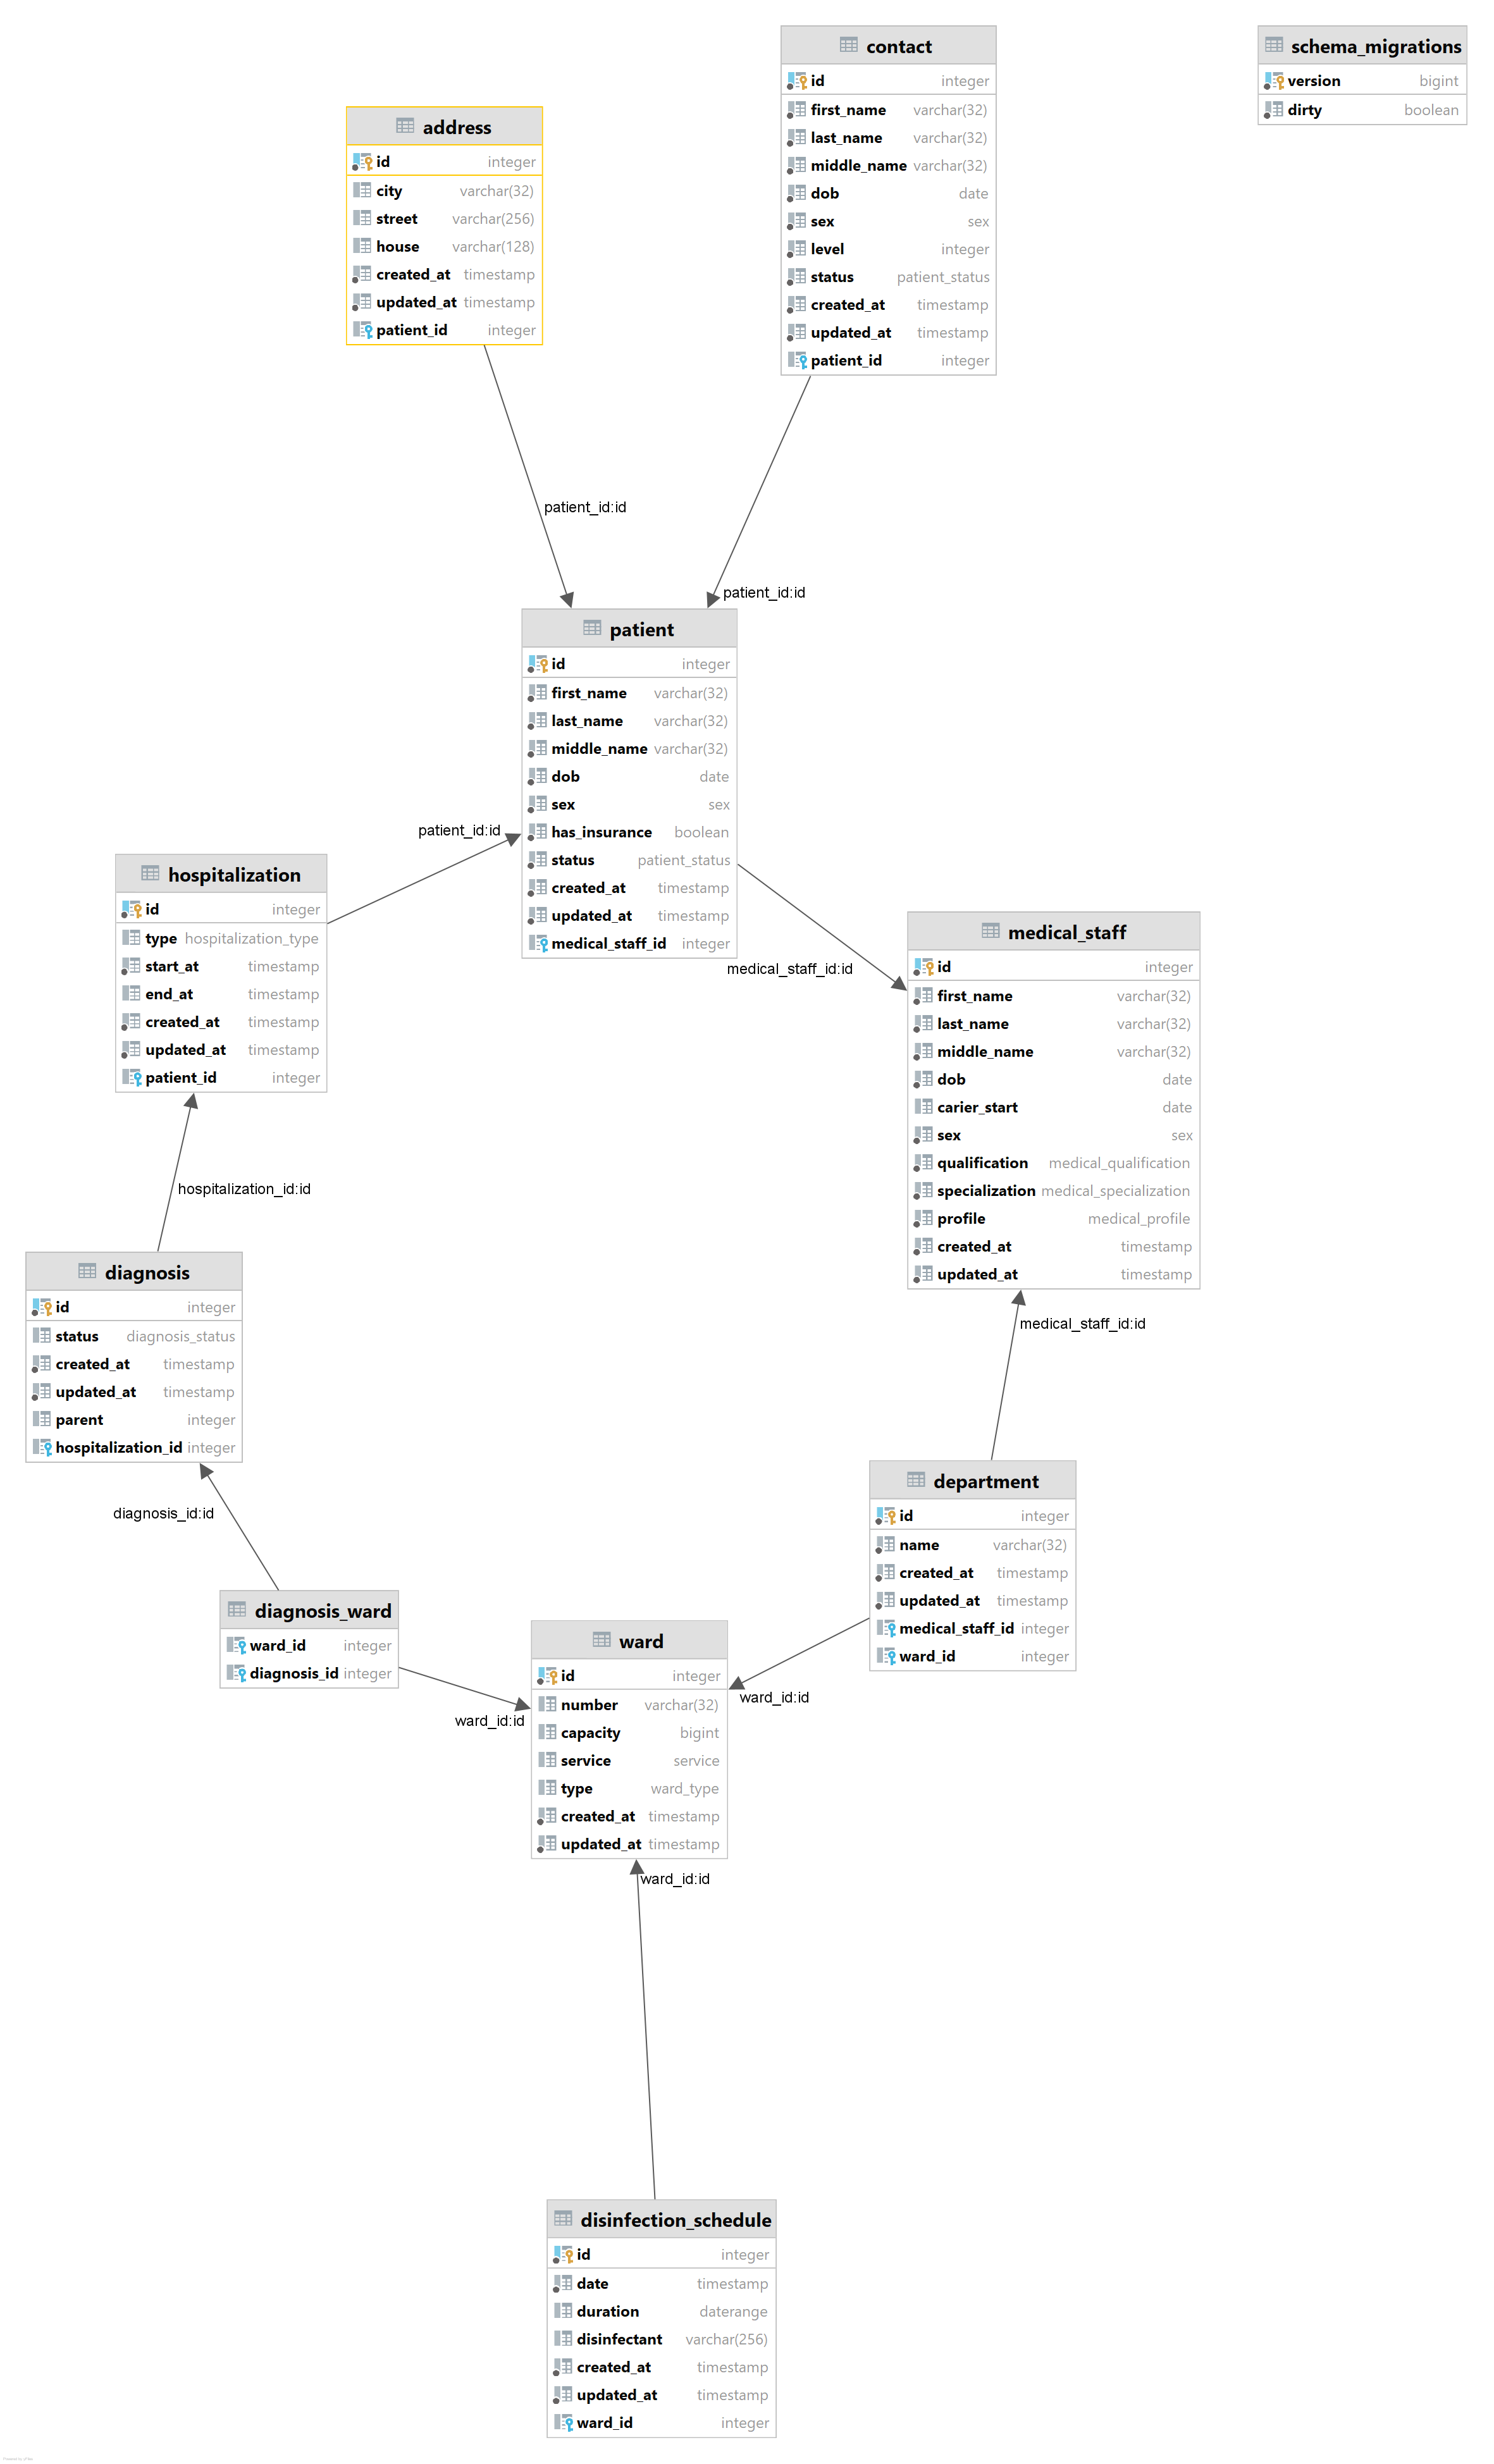 contact
id integer
first_name varchar(32)
last_name varchar(32)
middle_name varchar(32)
dob date
sex sex
level integer
status patient_status
created_at timestamp
updated_at timestamp
patient_id integer
schema_migrations
version bigint
dirty boolean
address
id integer
city varchar(32)
street varchar(256)
house varchar(128)
created_at timestamp
updated_at timestamp
patient_id integer
patient_id:id
patient_id:id
patient
id integer
first_name varchar(32)
last_name varchar(32)
middle_name varchar(32)
dob date
sex sex
has_insurance boolean
status patient_status
created_at timestamp
updated_at timestamp
medical_staff_id integer
patient_id:id
medical_staff_id:id
hospitalization
id integer
type hospitalization_type
start_at timestamp
end_at timestamp
created_at timestamp
updated_at timestamp
patient_id integer
medical_staff
id integer
first_name varchar(32)
last_name varchar(32)
middle_name varchar(32)
dob date
carier_start date
sex sex
qualification medical_qualification
specialization medical_specialization
profile medical_profile
created_at timestamp
updated_at timestamp
hospitalization_id:id
medical_staff_id:id
diagnosis
id integer
status diagnosis_status
created_at timestamp
updated_at timestamp
parent integer
hospitalization_id integer
department
id integer
name varchar(32)
created_at timestamp
updated_at timestamp
medical_staff_id integer
ward_id integer
diagnosis_id:id
diagnosis_ward
ward_id integer
diagnosis_id integer
ward_id:id
ward_id:id
ward
id integer
number varchar(32)
capacity bigint
service service
type ward_type
created_at timestamp
updated_at timestamp
ward_id:id
disinfection_schedule
id integer
date timestamp
duration daterange
disinfectant varchar(256)
created_at timestamp
updated_at timestamp
ward_id integer